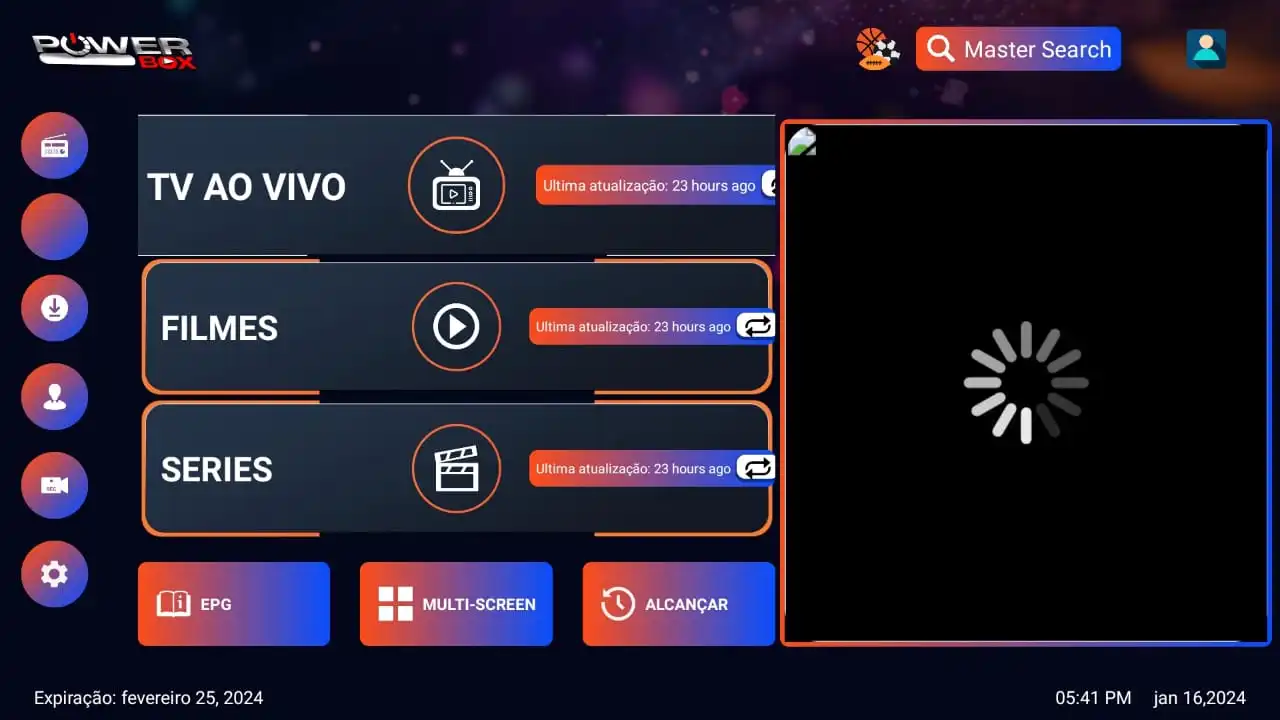 POWER
BOX
Master Search
TV AO VIVO
Ultima atualização: 23 hours ago
FILMES
Ultima atualização: 23 hours ago
SERIES
Ultima atualização: 23 hours ago
REC
EPG
MULTI-SCREEN
ALCANÇAR
Expiração: fevereiro 25, 2024
05:41 PM
jan 16,2024